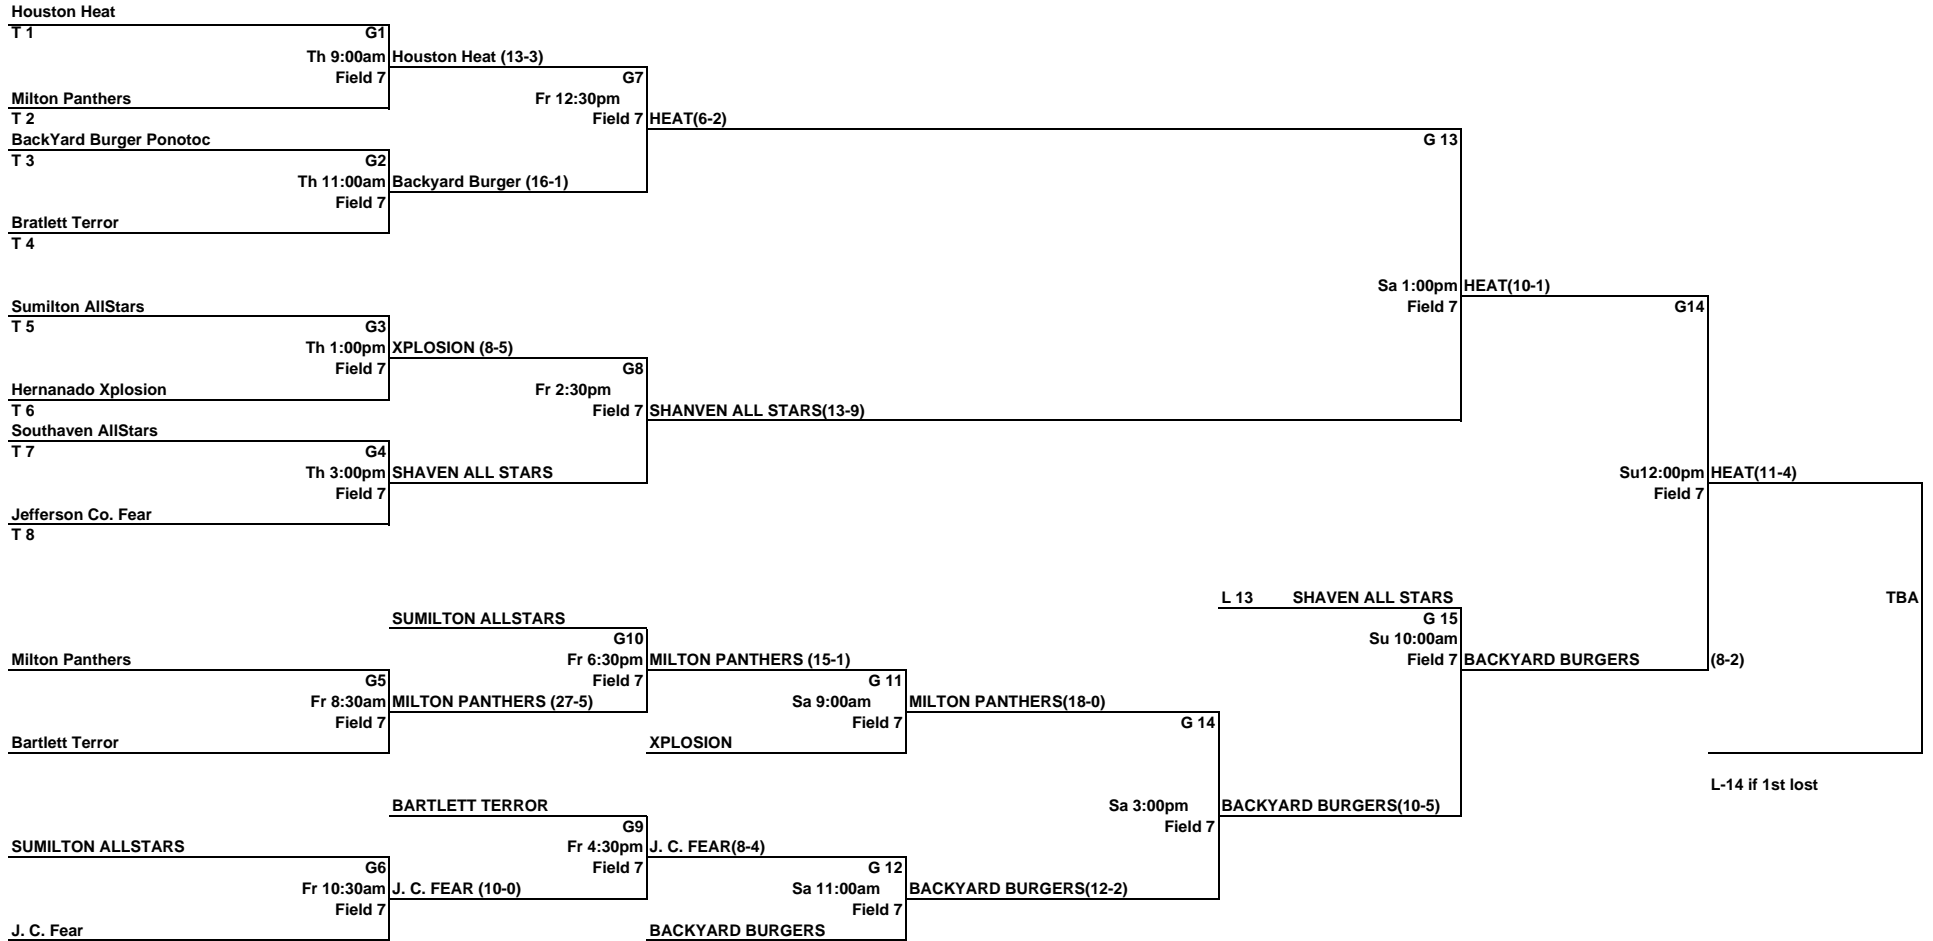 Houston Heat
T 1 G1
Th 9:00am Houston Heat (13-3)
Field 7 G7
Milton Panthers Fr 12:30pm
T 2 Field 7 HEAT(6-2)
BackYard Burger Ponotoc G 13
T 3 G2
Th 11:00am Backyard Burger (16-1)
Field 7
Bratlett Terror
T 4
Sa 1:00pm HEAT(10-1)
Sumilton AllStars Field 7 G14
T 5 G3
Th 1:00pm XPLOSION (8-5)
Field 7 G8
Hernanado Xplosion Fr 2:30pm
T 6 Field 7 SHANVEN ALL STARS(13-9)
Southaven AllStars
T 7 G4
Th 3:00pm SHAVEN ALL STARS Su12:00pm HEAT(11-4)
Field 7 Field 7
Jefferson Co. Fear
T 8
L 13 SHAVEN ALL STARS TBA
SUMILTON ALLSTARS G 15
G10 Su 10:00am
Milton Panthers Fr 6:30pm MILTON PANTHERS (15-1) Field 7 BACKYARD BURGERS (8-2)
G5 Field 7 G 11
Fr 8:30am MILTON PANTHERS (27-5) Sa 9:00am MILTON PANTHERS(18-0)
Field 7 Field 7 G 14
Bartlett Terror XPLOSION
L-14 if 1st lost
BARTLETT TERROR Sa 3:00pm BACKYARD BURGERS(10-5)
G9 Field 7
SUMILTON ALLSTARS Fr 4:30pm J. C. FEAR(8-4)
G6 Field 7 G 12
Fr 10:30am J. C. FEAR (10-0) Sa 11:00am BACKYARD BURGERS(12-2)
Field 7 Field 7
J. C. Fear BACKYARD BURGERS